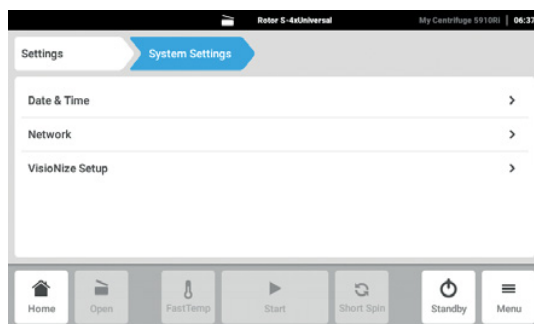 Rotor S-4xUniversal My Centrifuge 5910Ri | 06:37
Settings System Settings
Date & Time
Network
VisioNize Setup
Home Open FastTemp Start Short Spin Standby Menu